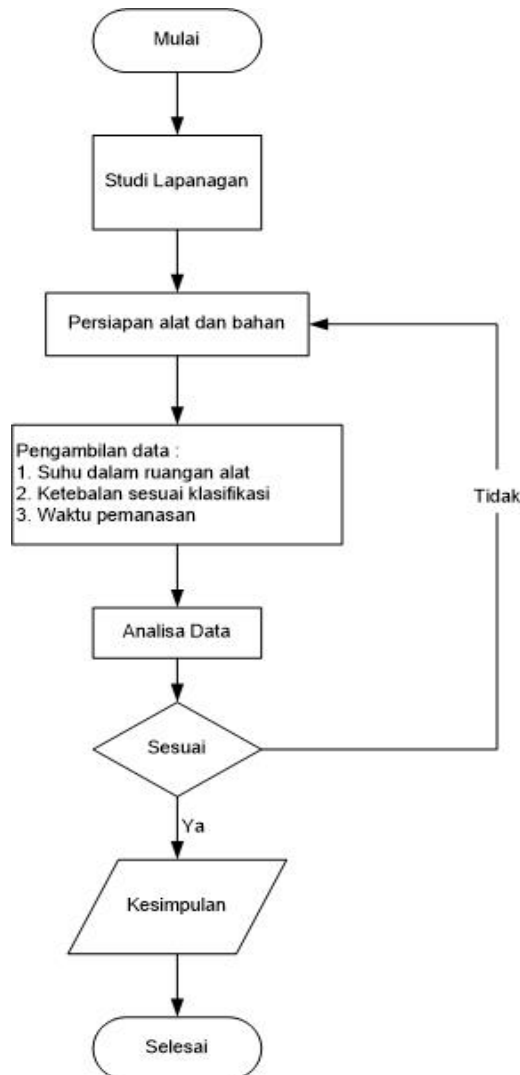 Mulai
Studi Lapanagan
Persiapan alat dan bahan
Pengambilan data :
1. Suhu dalam ruangan alat
2. Ketebalan sesuai klasifikasi
3. Waktu pemanasan
Tidak
Analisa Data
Sesuai
Ya
Kesimpulan
Selesai